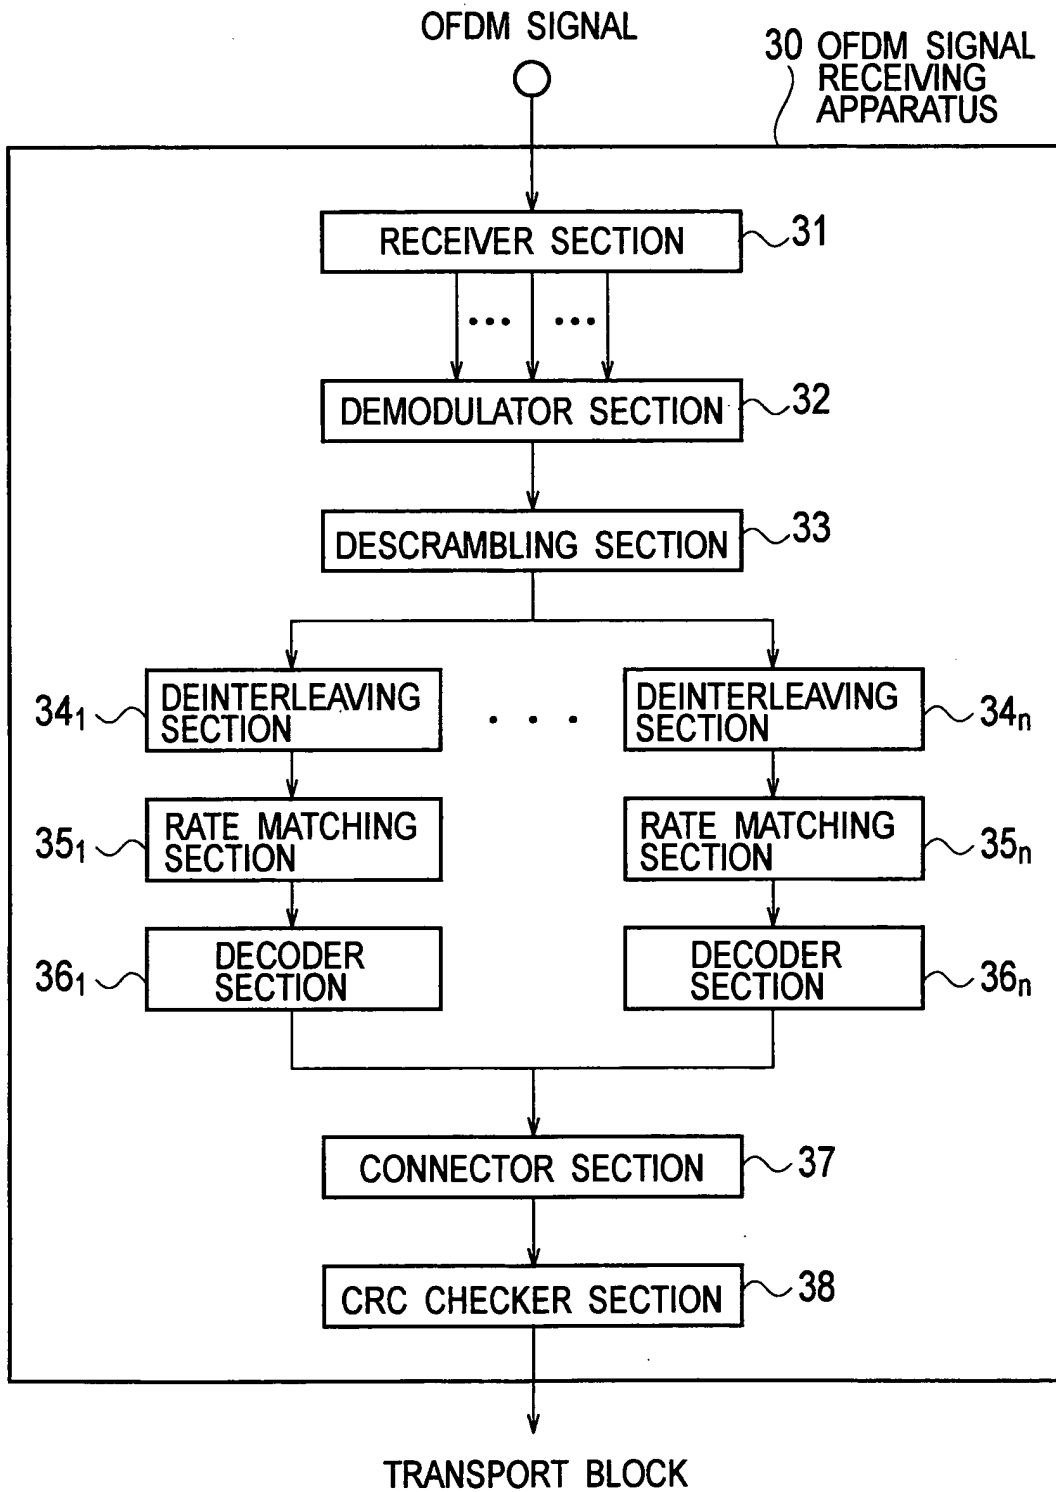 OFDM SIGNAL
30 OFDM SIGNAL
RECEIVING
APPARATUS
RECEIVER SECTION
31
... ...
DEMODULATOR SECTION
32
DESCRAMBLING SECTION
33
34₁
DEINTERLEAVING
SECTION
. . .
DEINTERLEAVING
SECTION
34ₙ
35₁
RATE MATCHING
SECTION
RATE MATCHING
SECTION
35ₙ
36₁
DECODER
SECTION
DECODER
SECTION
36ₙ
CONNECTOR SECTION
37
CRC CHECKER SECTION
38
TRANSPORT BLOCK